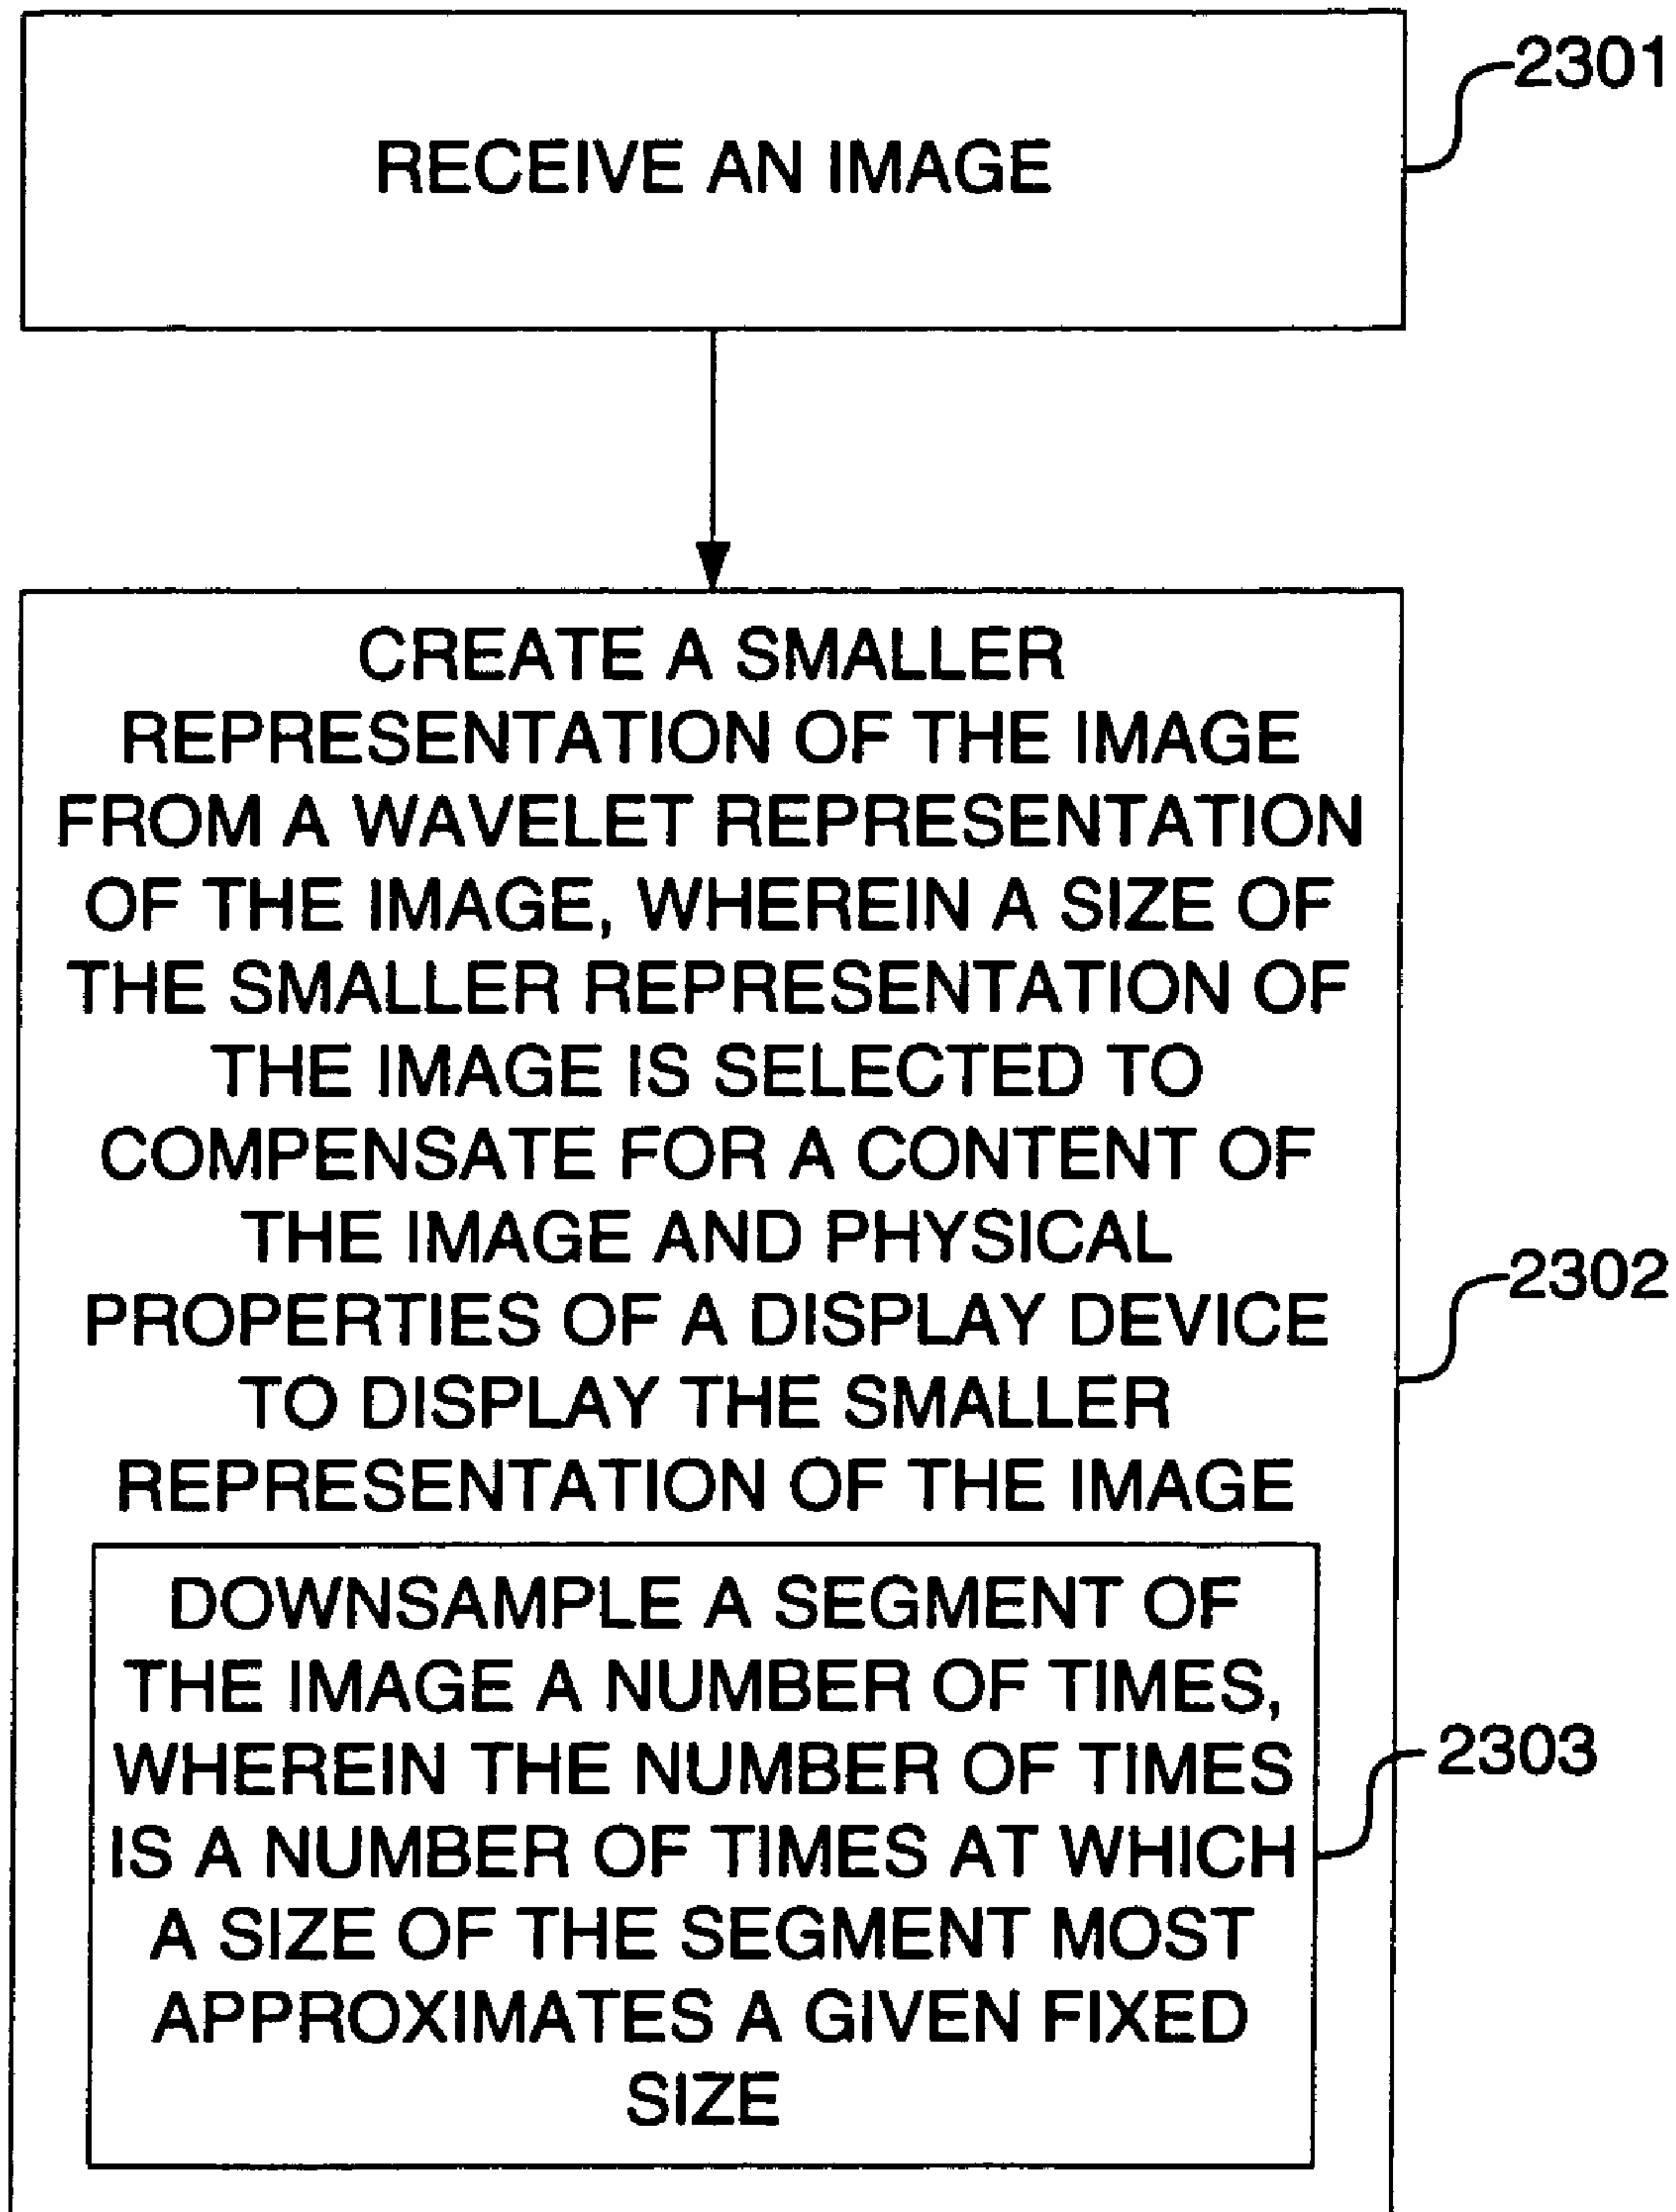 RECEIVE AN IMAGE
2301
CREATE A SMALLER
REPRESENTATION OF THE IMAGE
FROM A WAVELET REPRESENTATION
OF THE IMAGE, WHEREIN A SIZE OF
THE SMALLER REPRESENTATION OF
THE IMAGE IS SELECTED TO
COMPENSATE FOR A CONTENT OF
THE IMAGE AND PHYSICAL
PROPERTIES OF A DISPLAY DEVICE
TO DISPLAY THE SMALLER
REPRESENTATION OF THE IMAGE
2302
DOWNSAMPLE A SEGMENT OF
THE IMAGE A NUMBER OF TIMES,
WHEREIN THE NUMBER OF TIMES
IS A NUMBER OF TIMES AT WHICH
A SIZE OF THE SEGMENT MOST
APPROXIMATES A GIVEN FIXED
SIZE
2303